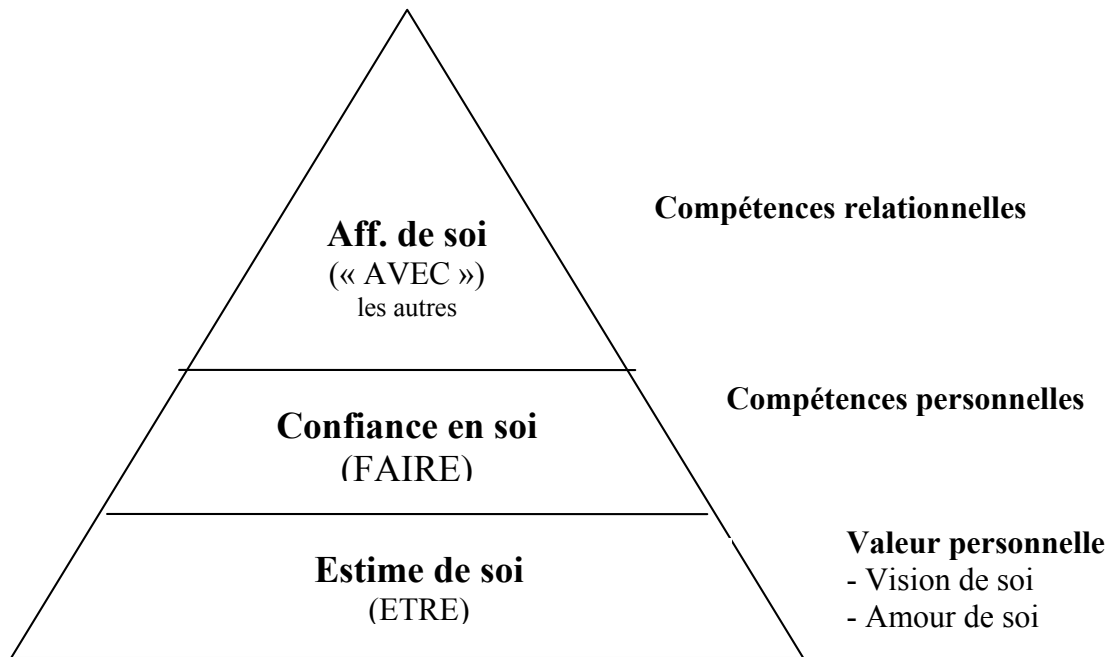 Compétences relationnelles
Aff. de soi
(« AVEC »)
les autres
Compétences personnelles
Confiance en soi
(FAIRE)
Valeur personnelle
Estime de soi
- Vision de soi
(ETRE)
- Amour de soi